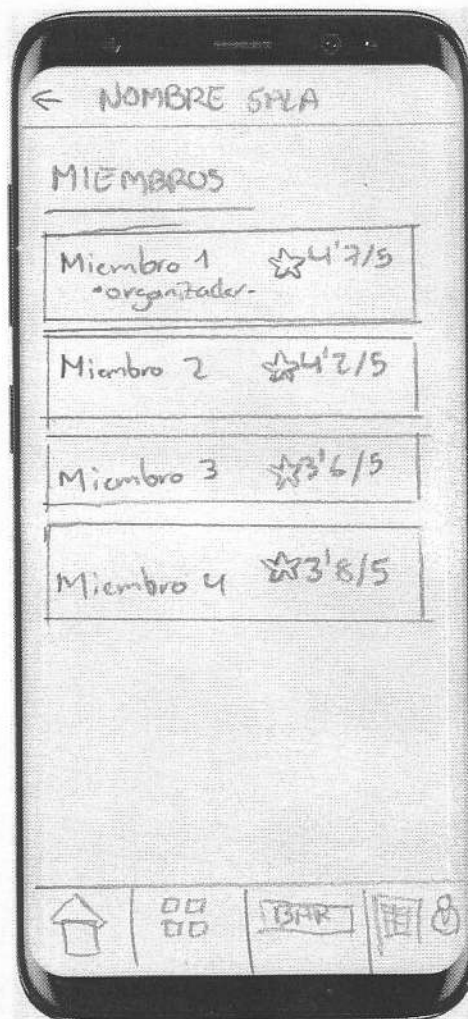 ← NOMBRE SALA
MIEMBROS
Miembro 1 ☆4'7/5
•organizador-
Miembro 2 ☆4'2/5
Miembro 3 ☆3'6/5
Miembro 4 ☆3'8/5
BAR